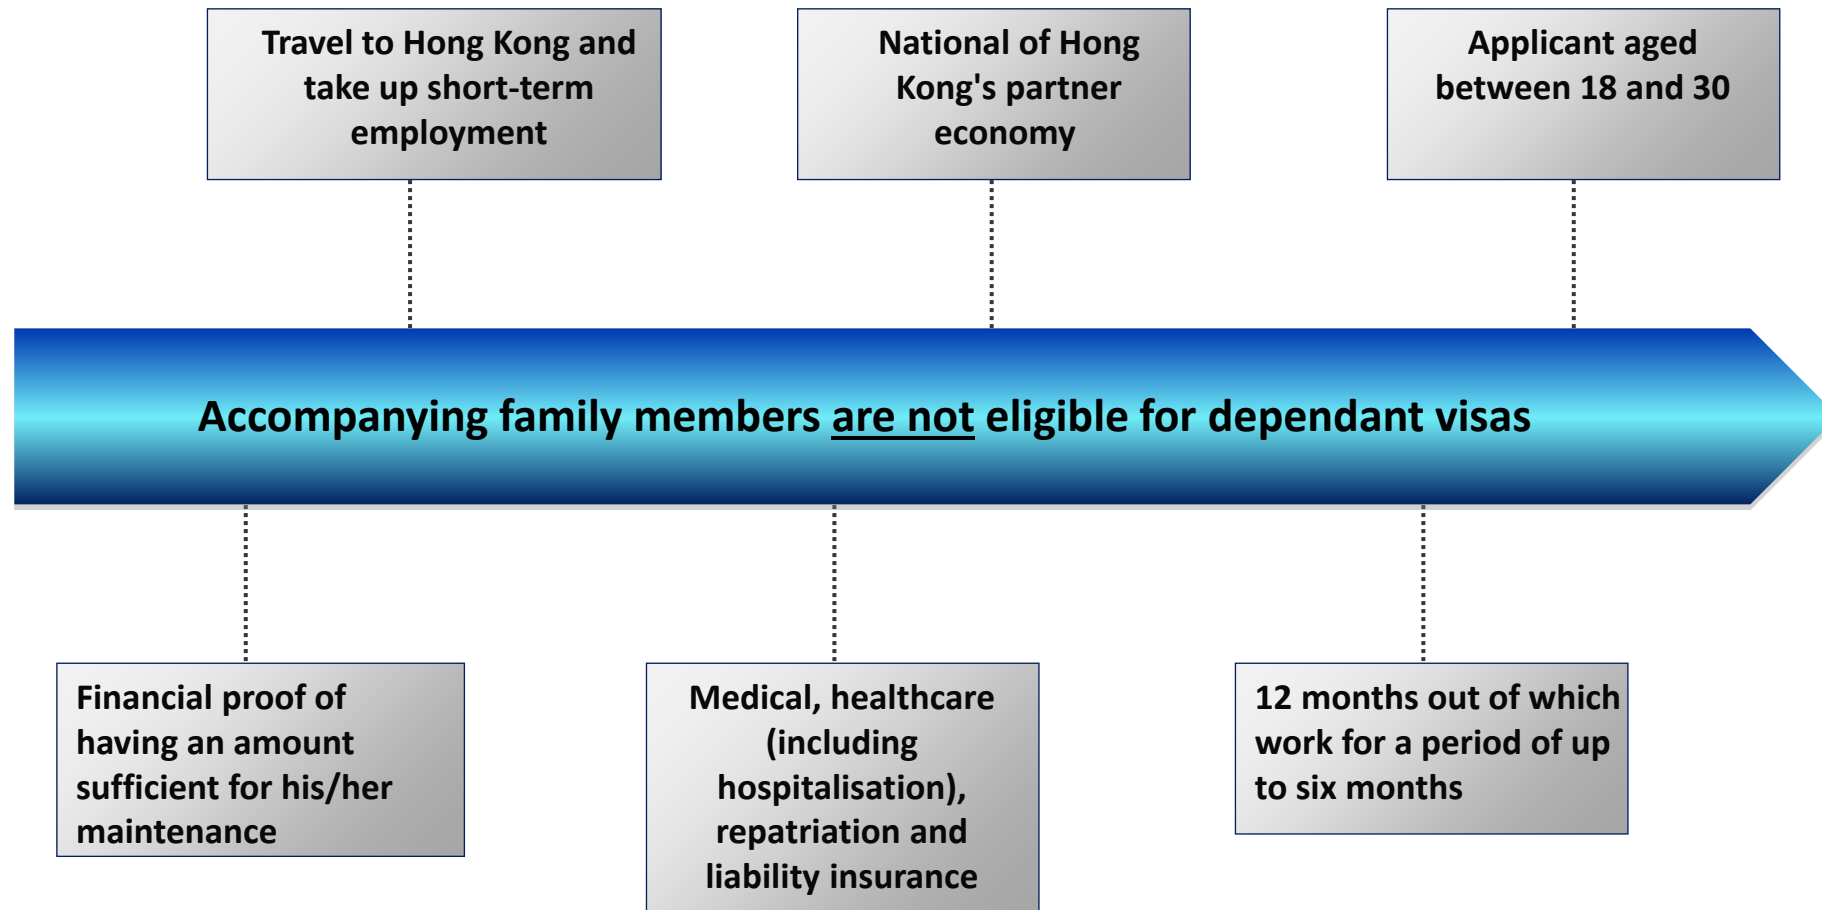 Travel to Hong Kong and
take up short-term
employment
National of Hong
Kong's partner
economy
Applicant aged
between 18 and 30
Accompanying family members are not eligible for dependant visas
Financial proof of
having an amount
sufficient for his/her
maintenance
Medical, healthcare
(including
hospitalisation),
repatriation and
liability insurance
12 months out of which
work for a period of up
to six months